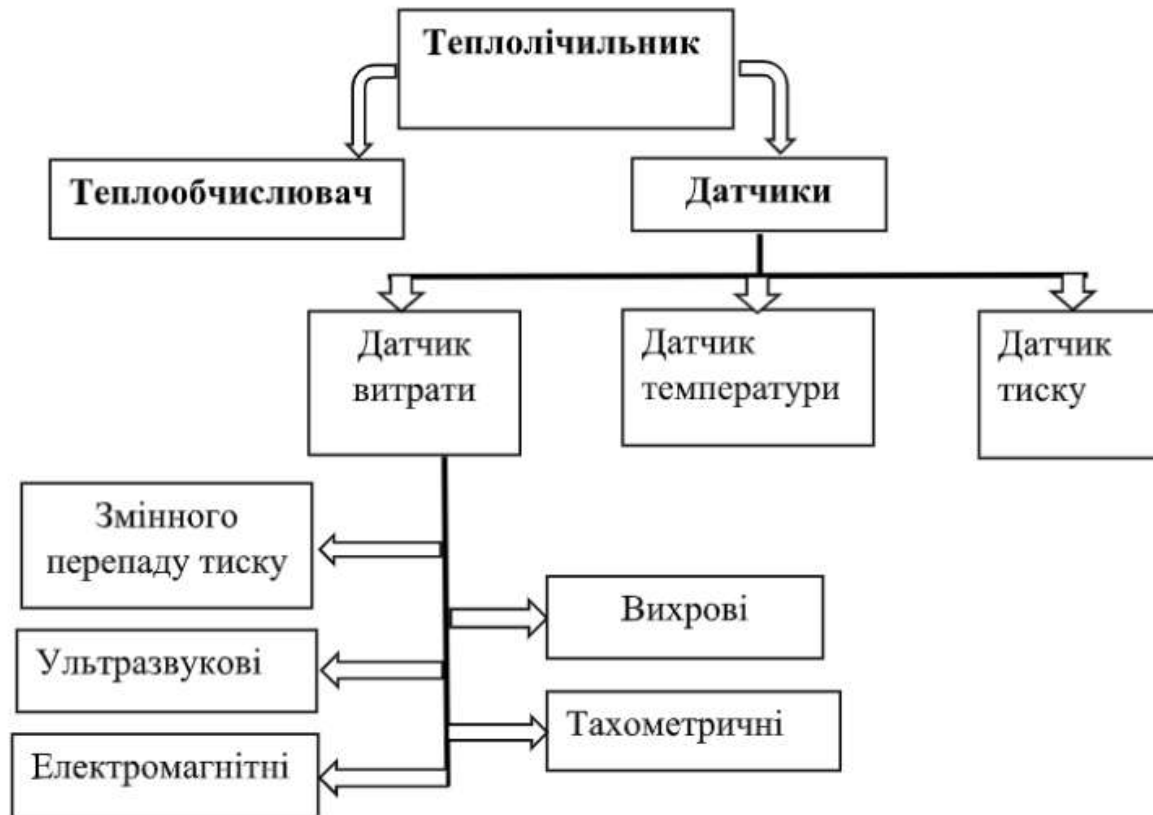 Теплолічильник
Теплообчислювач
Датчики
Датчик
витрати
Датчик
температури
Датчик
тиску
Змінного
перепаду тиску
Вихрові
Ультразвукові
Тахометричні
Електромагнітні